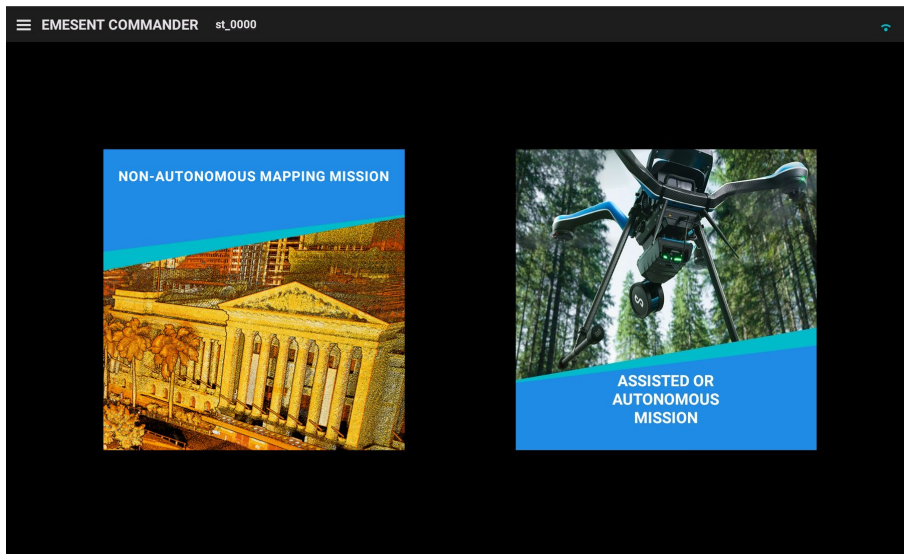 EMESENT COMMANDER st_0000
NON-AUTONOMOUS MAPPING MISSION
ASSISTED OR
AUTONOMOUS
MISSION